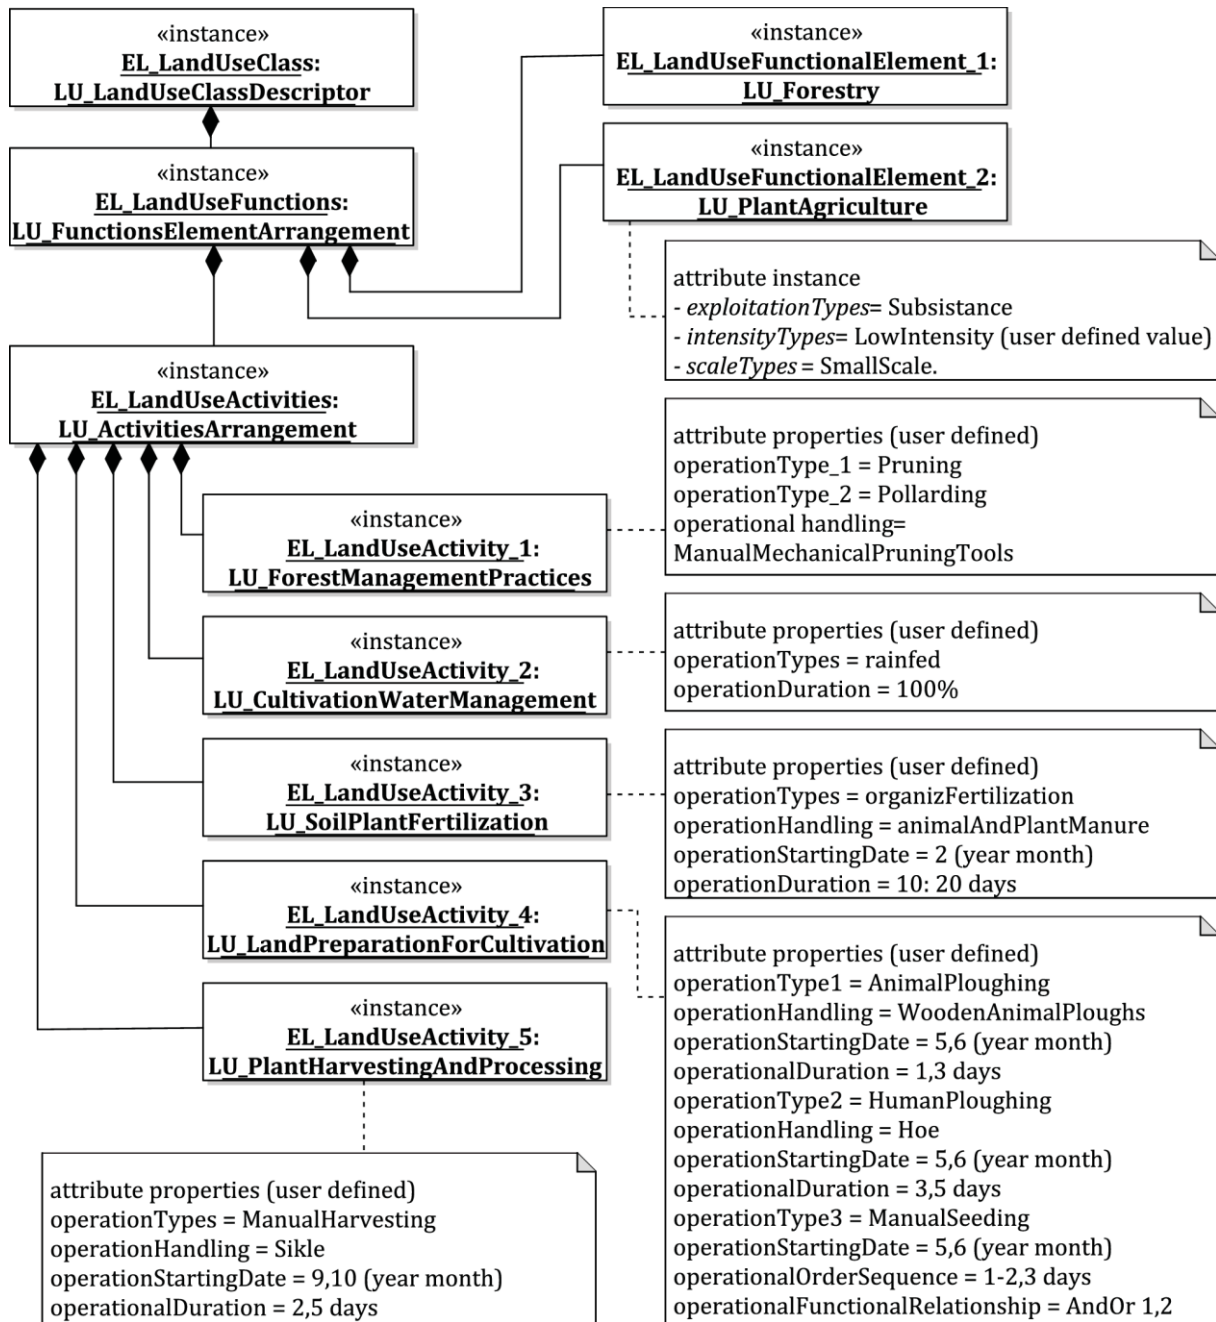 «instance»
EL_LandUseClass:
LU_LandUseClassDescriptor
«instance»
EL_LandUseFunctions:
LU_FunctionsElementArrangement
«instance»
EL_LandUseFunctionalElement_1:
LU_Forestry
«instance»
EL_LandUseFunctionalElement_2:
LU_PlantAgriculture
attribute instance
- exploitationTypes= Subsistance
- intensityTypes= LowIntensity (user defined value)
- scaleTypes = SmallScale.
«instance»
EL_LandUseActivities:
LU_ActivitiesArrangement
«instance»
EL_LandUseActivity_1:
LU_ForestManagementPractices
attribute properties (user defined)
operationType_1 = Pruning
operationType_2 = Pollarding
operational handling=
ManualMechanicalPruningTools
«instance»
EL_LandUseActivity_2:
LU_CultivationWaterManagement
attribute properties (user defined)
operationTypes = rainfed
operationDuration = 100%
«instance»
EL_LandUseActivity_3:
LU_SoilPlantFertilization
attribute properties (user defined)
operationTypes = organizFertilization
operationHandling = animalAndPlantManure
operationStartingDate = 2 (year month)
operationDuration = 10: 20 days
«instance»
EL_LandUseActivity_4:
LU_LandPreparationForCultivation
attribute properties (user defined)
operationType1 = AnimalPloughing
operationHandling = WoodenAnimalPloughs
operationStartingDate = 5,6 (year month)
operationalDuration = 1,3 days
operationType2 = HumanPloughing
operationHandling = Hoe
operationStartingDate = 5,6 (year month)
operationalDuration = 3,5 days
operationType3 = ManualSeeding
operationStartingDate = 5,6 (year month)
operationalOrderSequence = 1-2,3 days
operationalFunctionalRelationship = AndOr 1,2
«instance»
EL_LandUseActivity_5:
LU_PlantHarvestingAndProcessing
attribute properties (user defined)
operationTypes = ManualHarvesting
operationHandling = Sikle
operationStartingDate = 9,10 (year month)
operationalDuration = 2,5 days